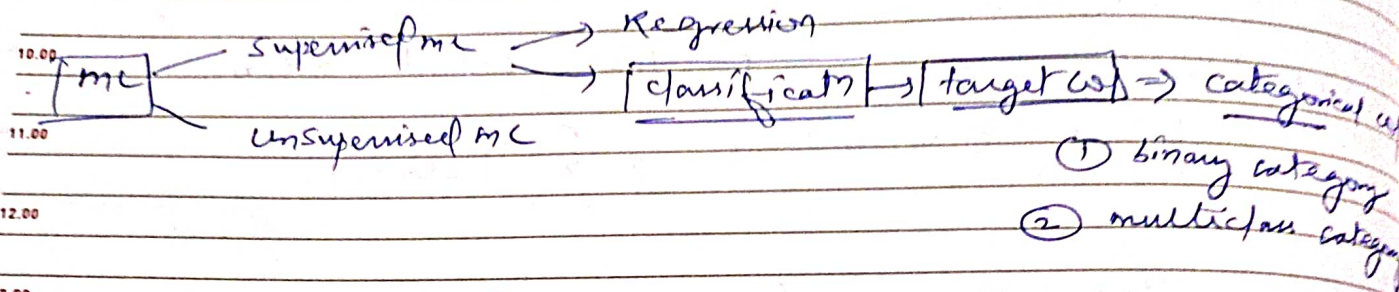 Regression
10.00 supervised ML
ML classificatn target col categorical
11.00 unsupervised ML
① binary category
12.00
② multiclass